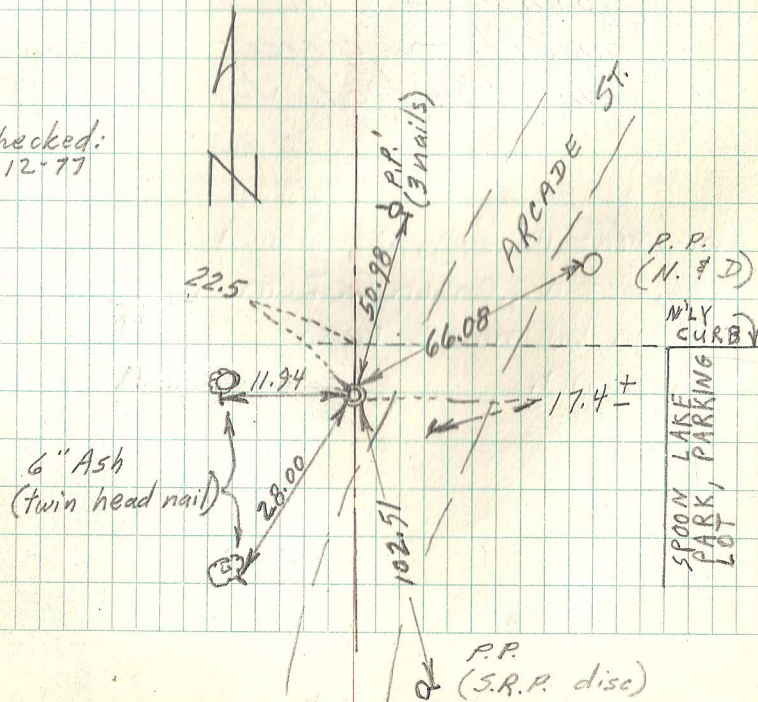 N
hecked:
12-77
P.P.
(3 nails)
ARCADE ST.
P.P.
(N. & D)
N'LY
CURB
22.5
50.98
66.08
11.94
17.4±
6" Ash
(twin head nail)
28.00
102.51
SPOON LAKE
PARK, PARKING
LOT
P.P.
(S.R.P. disc)